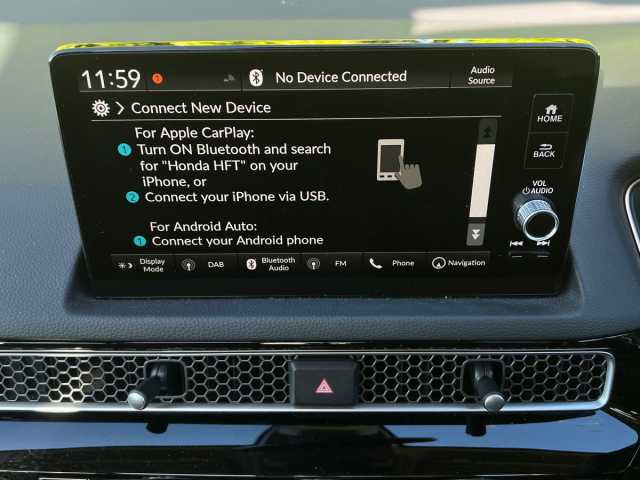 11:59 1 No Device Connected Audio Source
Connect New Device
HOME
For Apple CarPlay:
1 Turn ON Bluetooth and search
for "Honda HFT" on your
iPhone, or
2 Connect your iPhone via USB.
For Android Auto:
1 Connect your Android phone
BACK
VOL
AUDIO
Display Mode DAB Bluetooth Audio FM Phone Navigation